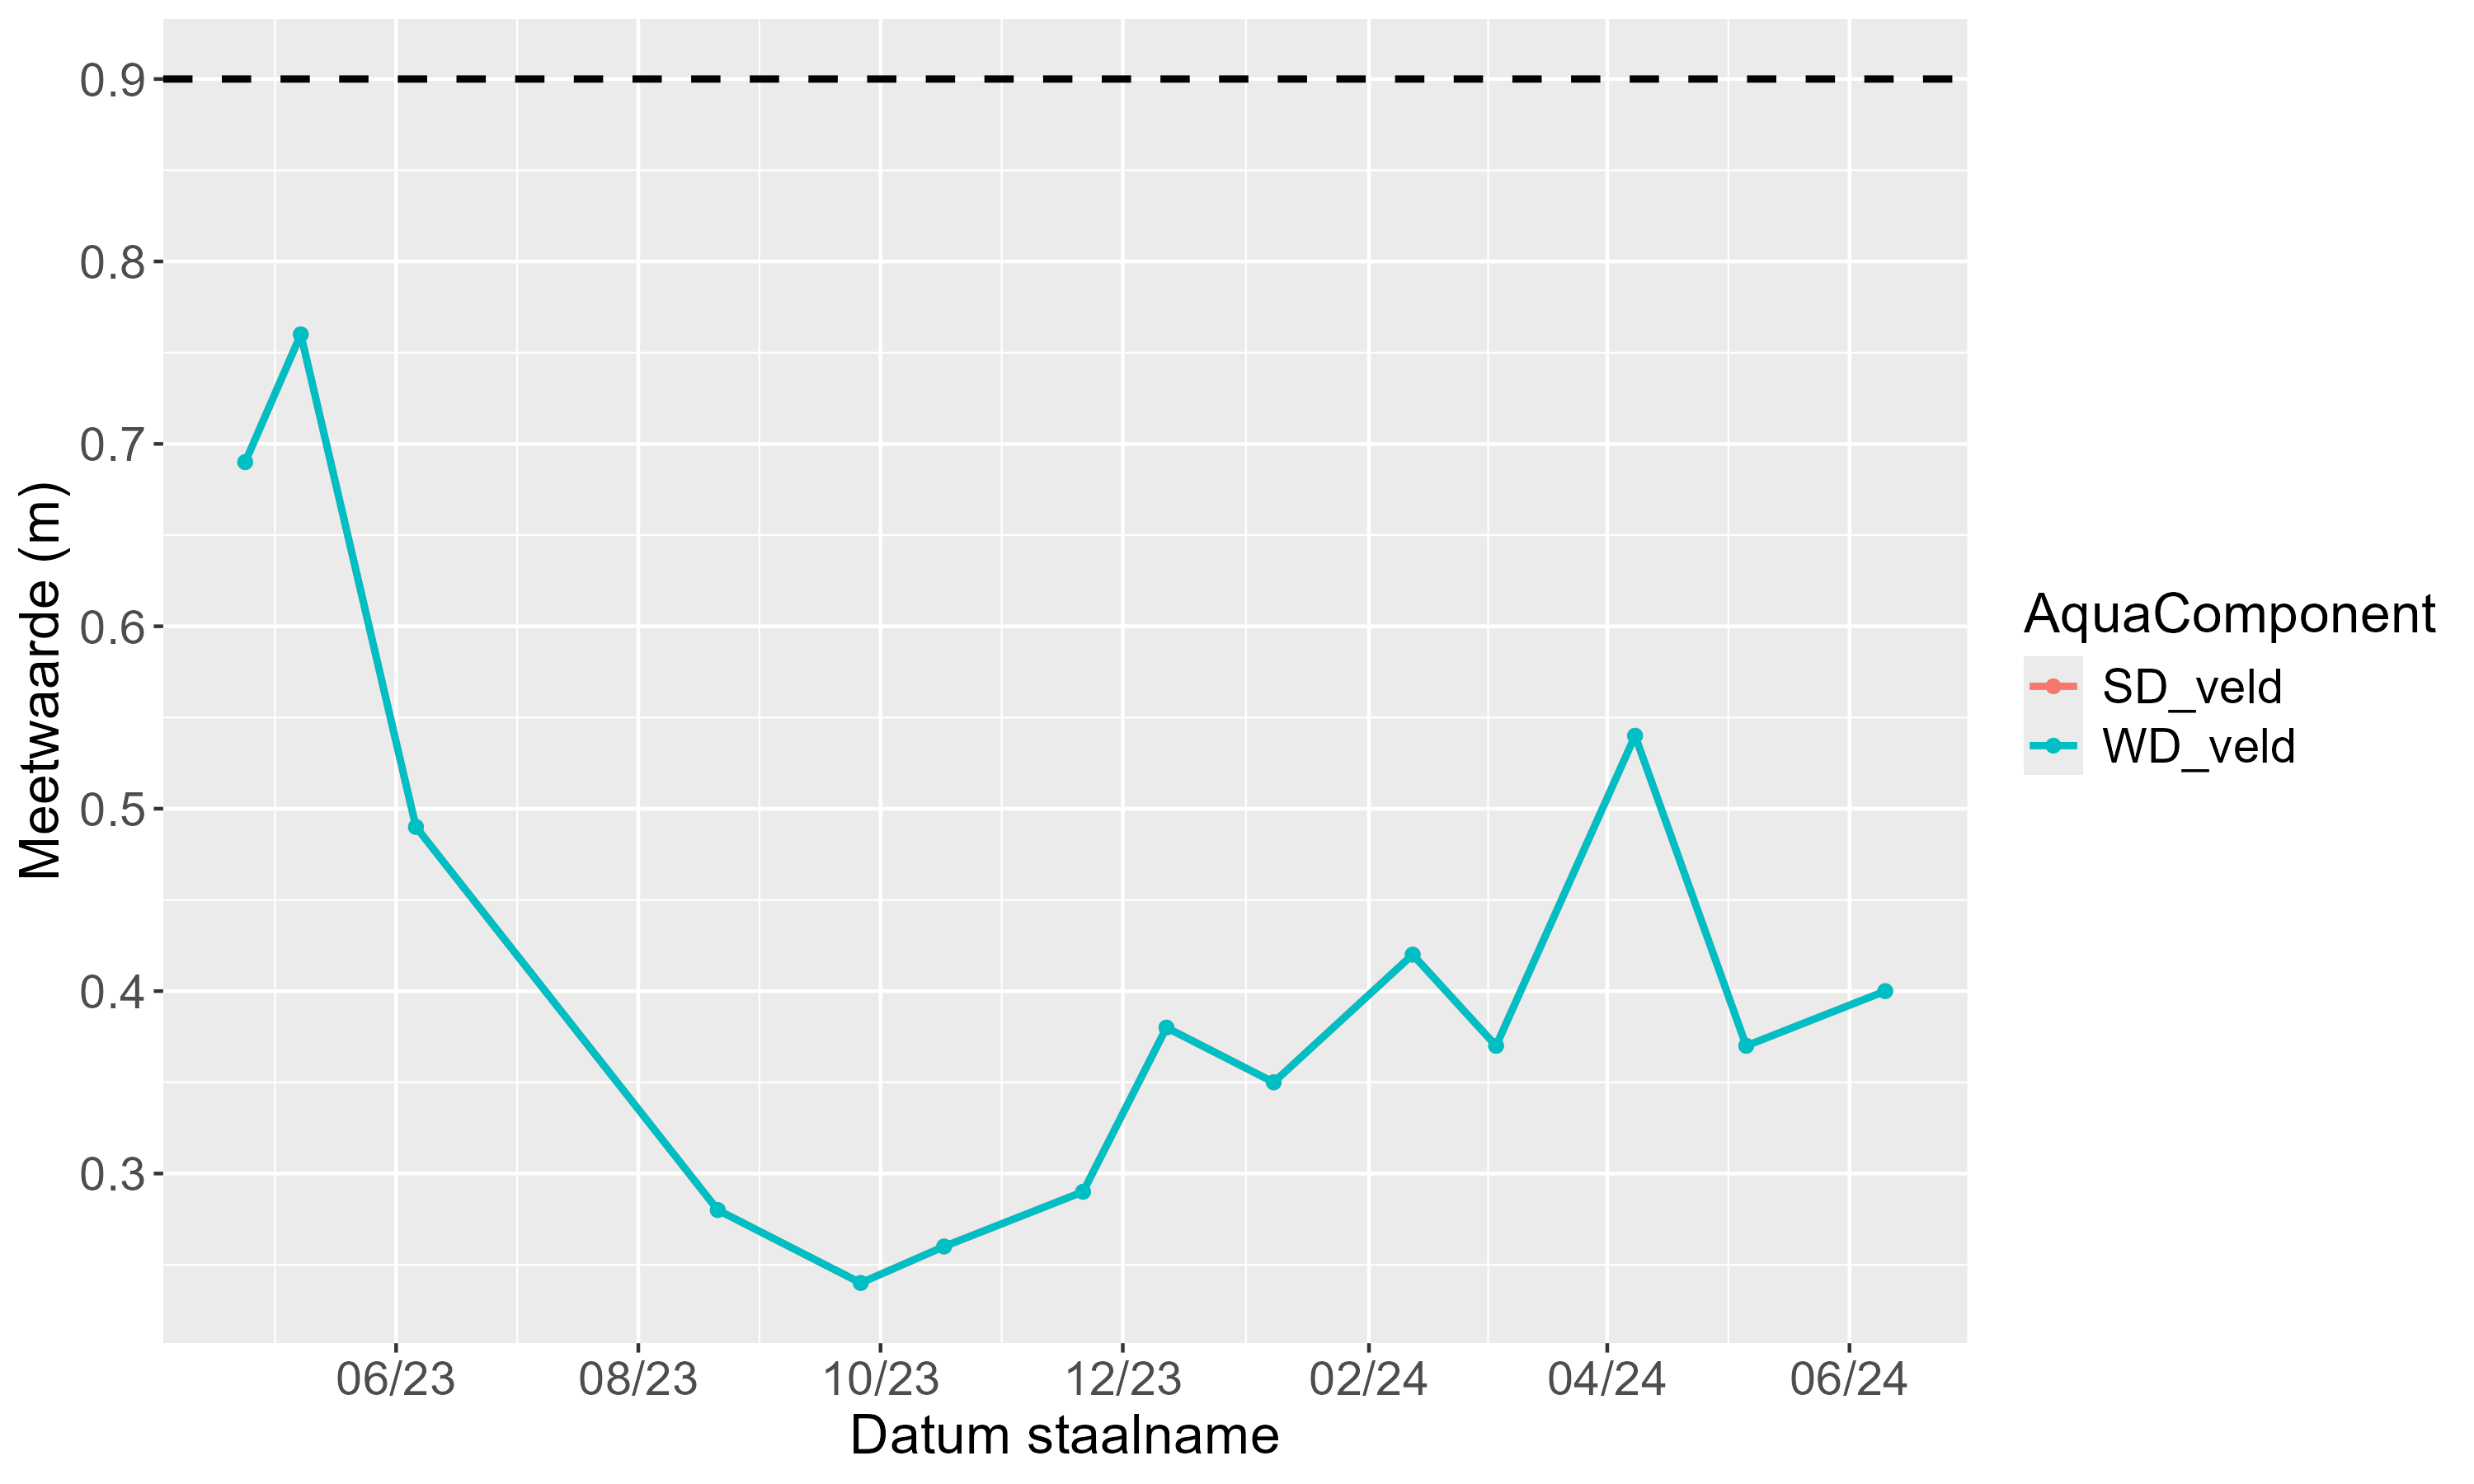 0.9
0.8
0.7
0.6
0.5
0.4
0.3
Meetwaarde (m)
06/23
08/23
10/23
12/23
02/24
04/24
06/24
Datum staalname
AquaComponent
SD_veld
WD_veld